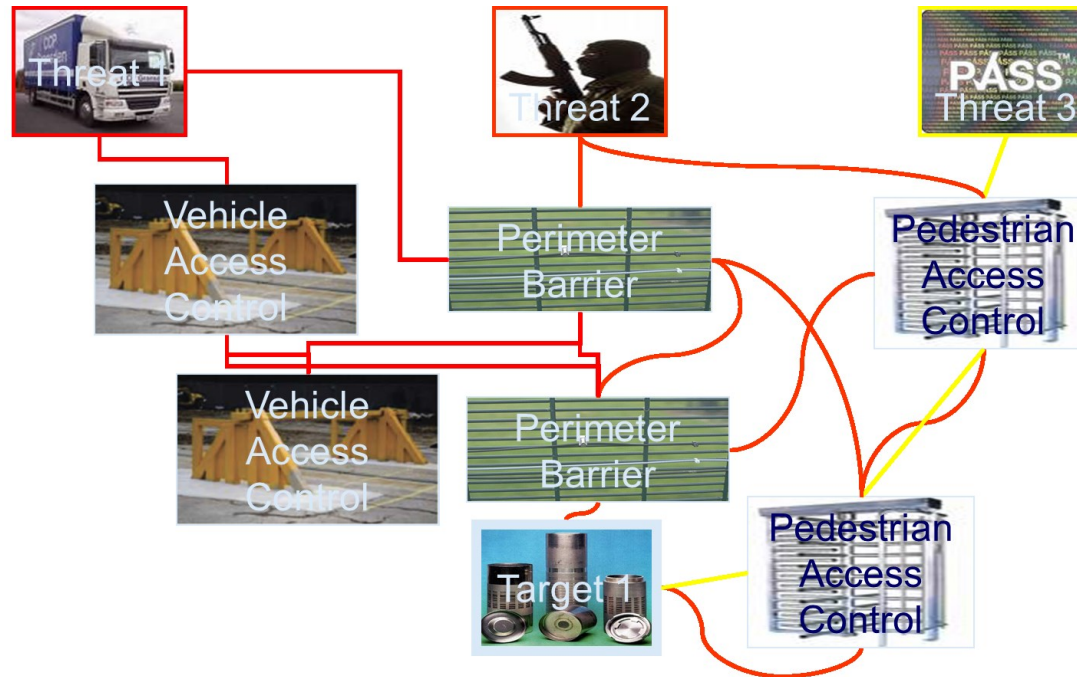 Threat 1
Threat 2
PASS™
Threat 3
Vehicle
Access
Control
Perimeter
Barrier
Pedestrian
Access
Control
Vehicle
Access
Control
Perimeter
Barrier
Pedestrian
Access
Control
Target 1